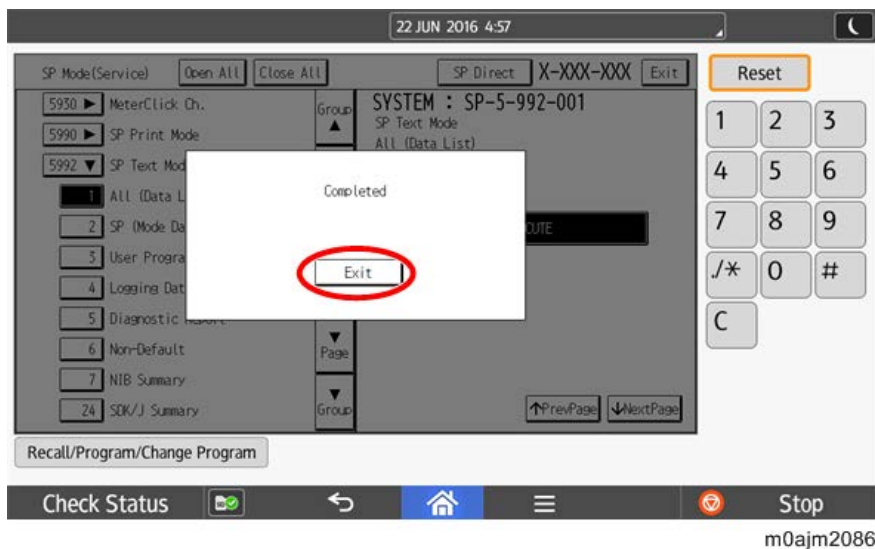 22 JUN 2016 4:57
SP Mode(Service) Open All Close All SP Direct X-XXX-XXX Exit Reset
5930 ► MeterClick Ch. Group SYSTEM : SP-5-992-001
▲ SP Text Mode
5990 ► SP Print Mode All (Data List)
5992 ▼ SP Text Mod
1 All (Data L Completed
2 SP (Mode Da CUTE
3 User Progra Exit
4 Logging Dat
5 Diagnostic
6 Non-Default ▼ Page
7 NIB Summary
24 SDK/J Summary ▼ Group ↑PrevPage ↓NextPage
1 2 3
4 5 6
7 8 9
./* 0 #
C
Recall/Program/Change Program
Check Status Stop
m0ajm2086